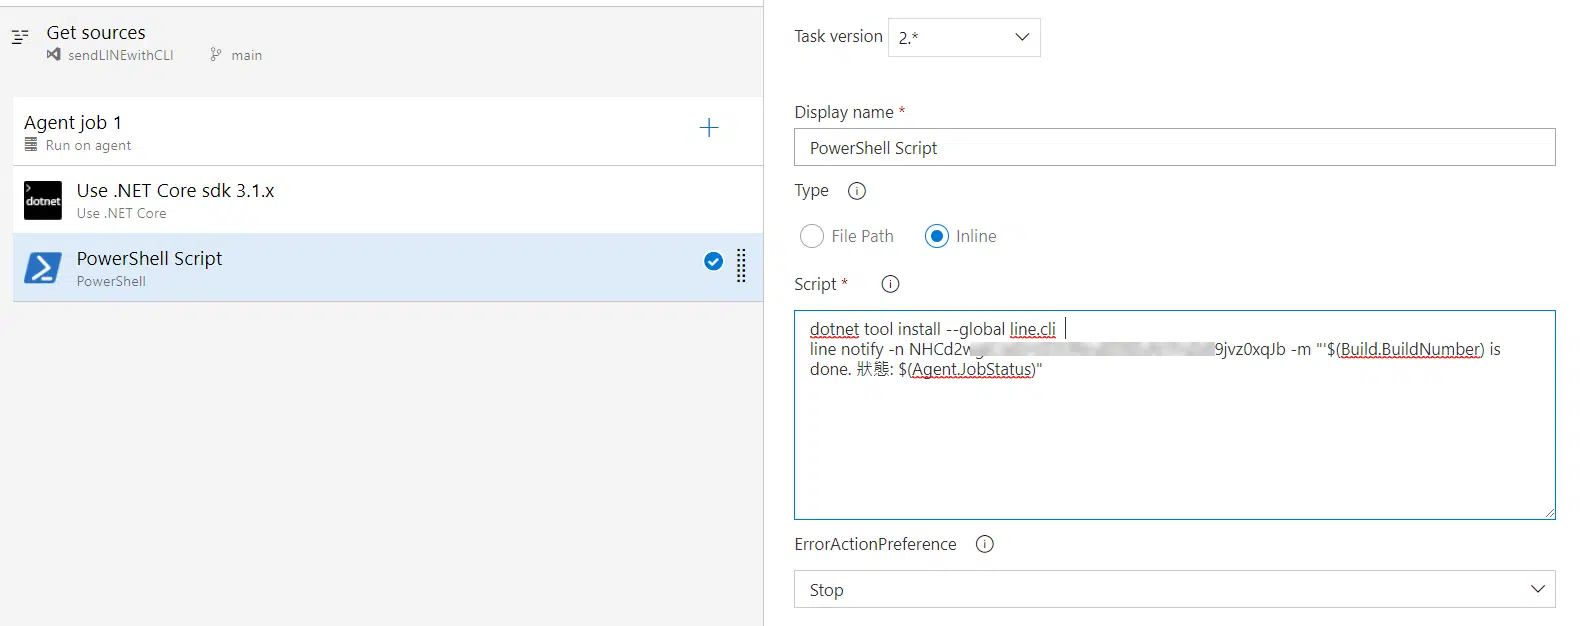 Get sources
sendLINEwithCLI main
Agent job 1
Run on agent
dotnet
Use .NET Core sdk 3.1.x
Use .NET Core
PowerShell Script
PowerShell
Task version 2.*
Display name *
PowerShell Script
Type
File Path Inline
Script *
dotnet tool install --global line.cli
line notify -n NHCd2w 9jvz0xqJb -m "'$(Build.BuildNumber) is
done. 狀態: $(Agent.JobStatus)"
ErrorActionPreference
Stop